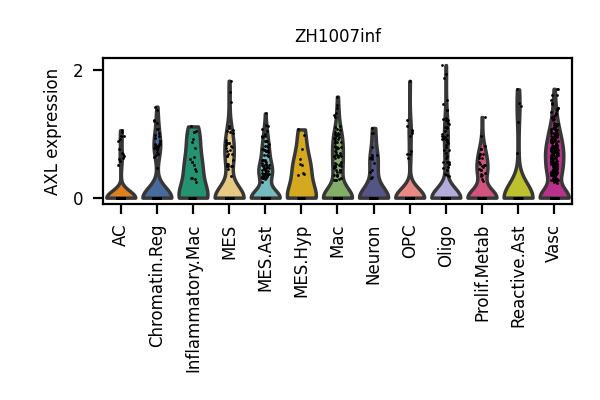 ZH1007inf
AXL expression
2
0
AC
Chromatin.Reg
Inflammatory.Mac
MES
MES.Ast
MES.Hyp
Mac
Neuron
OPC
Oligo
Prolif.Metab
Reactive.Ast
Vasc